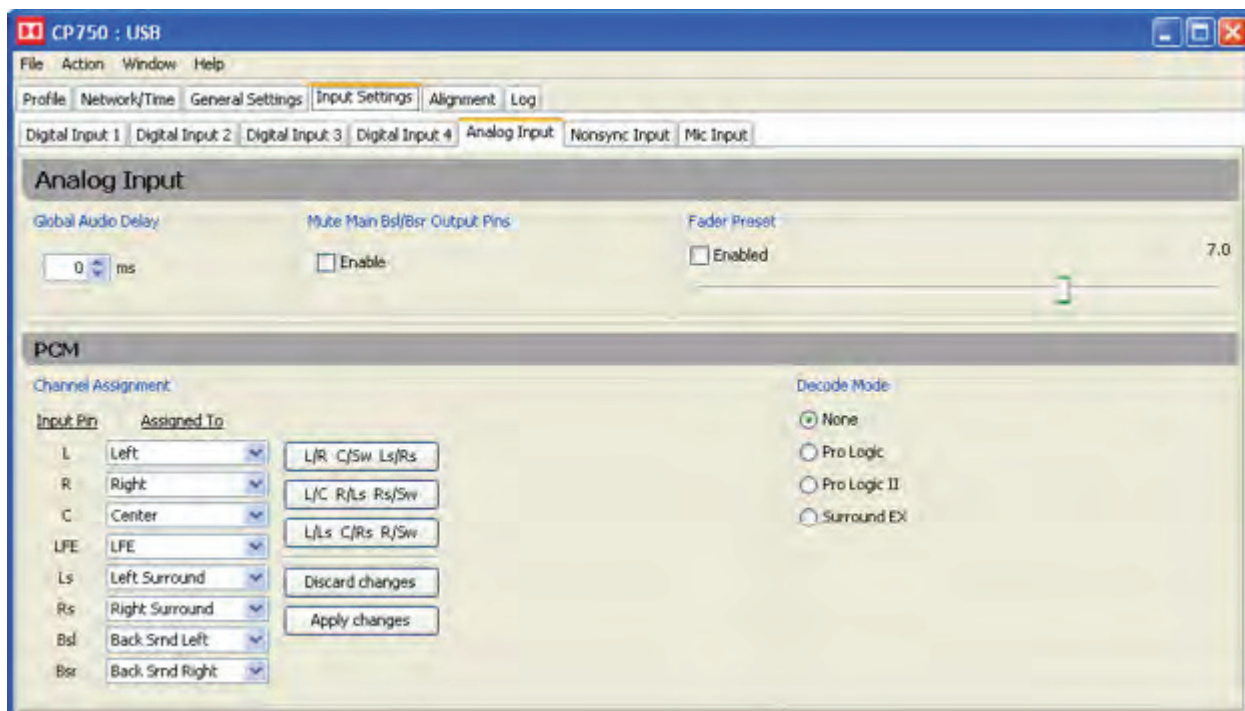 CP750 : USB
File Action Window Help
Profile Network/Time General Settings Input Settings Alignment Log
Digital Input 1 Digital Input 2 Digital Input 3 Digital Input 4 Analog Input Nonsync Input Mic Input
Analog Input
Global Audio Delay Mute Main Bsl/Bsr Output Pins Fader Preset
0 ms Enable Enabled 7.0
PCM
Channel Assignment Decode Mode
Input Pin Assigned To None
L Left L/R C/Sw Ls/Rs Pro Logic
R Right L/C R/Ls Rs/Sw Pro Logic II
C Center L/Ls C/Rs R/Sw Surround EX
LFE LFE
Ls Left Surround Discard changes
Rs Right Surround Apply changes
Bsl Back Srnd Left
Bsr Back Srnd Right